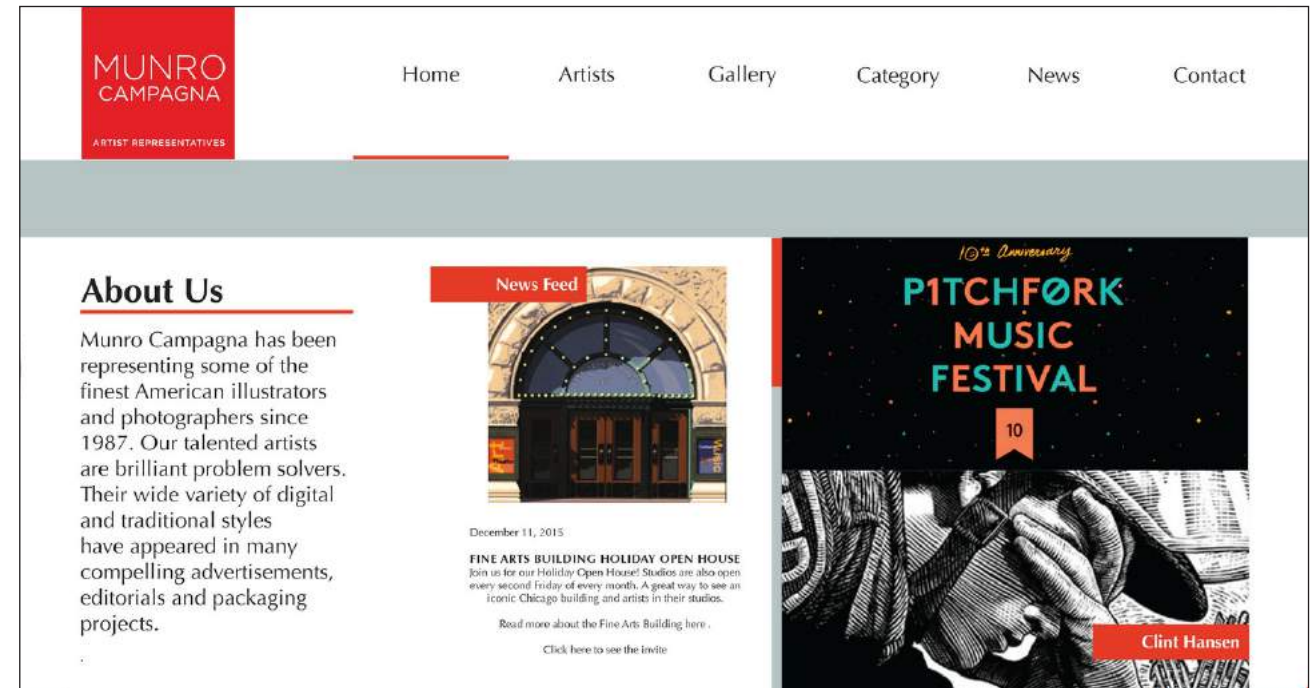 MUNRO
CAMPAGNA
ARTIST REPRESENTATIVES
Home
Artists
Gallery
Category
News
Contact
About Us
Munro Campagna has been
representing some of the
finest American illustrators
and photographers since
1987. Our talented artists
are brilliant problem solvers.
Their wide variety of digital
and traditional styles
have appeared in many
compelling advertisements,
editorials and packaging
projects.
.
News Feed
Art
Music
December 11, 2015
FINE ARTS BUILDING HOLIDAY OPEN HOUSE
Join us for our Holiday Open House! Studios are also open
every second Friday of every month. A great way to see an
iconic Chicago building and artists in their studios.
Read more about the Fine Arts Building here .
Click here to see the invite
10th Anniversary
P1TCHFØRK
MUSIC
FESTIVAL
10
Clint Hansen